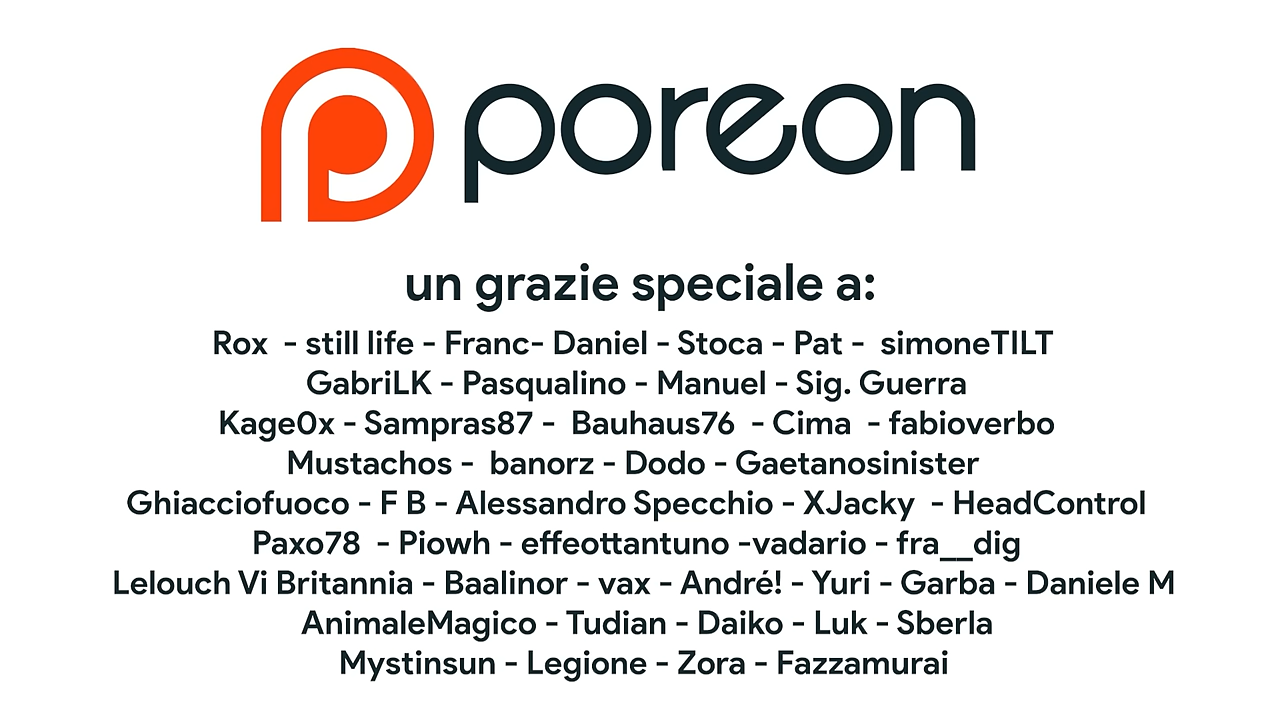 poreon
un grazie speciale a:
Rox - still life - Franc- Daniel - Stoca - Pat - simoneTILT
GabriLK - Pasqualino - Manuel - Sig. Guerra
Kage0x - Sampras87 - Bauhaus76 - Cima - fabioverbo
Mustachos - banorz - Dodo - Gaetanosinister
Ghiacciofuoco - F B - Alessandro Specchio - XJacky - HeadControl
Paxo78 - Piowh - effeottantuno -vadario - fra__dig
Lelouch Vi Britannia - Baalinor - vax - André! - Yuri - Garba - Daniele M
AnimaleMagico - Tudian - Daiko - Luk - Sberla
Mystinsun - Legione - Zora - Fazzamurai